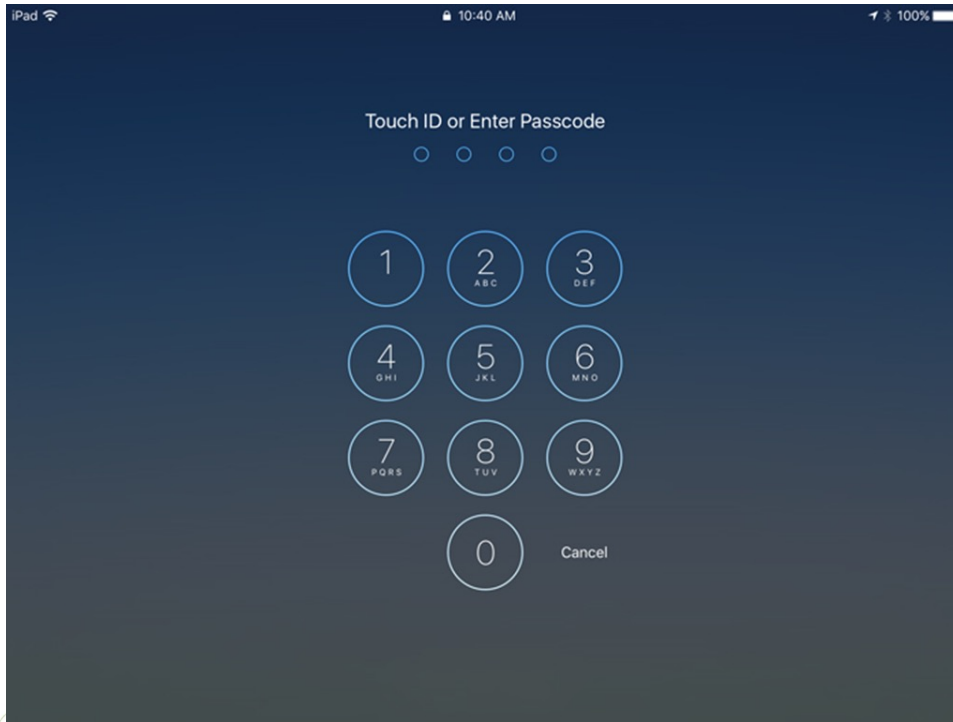 iPad 10:40 AM 100%
Touch ID or Enter Passcode
1 2 3
ABC DEF
4 5 6
GHI JKL MNO
7 8 9
PQRS TUV WXYZ
0 Cancel